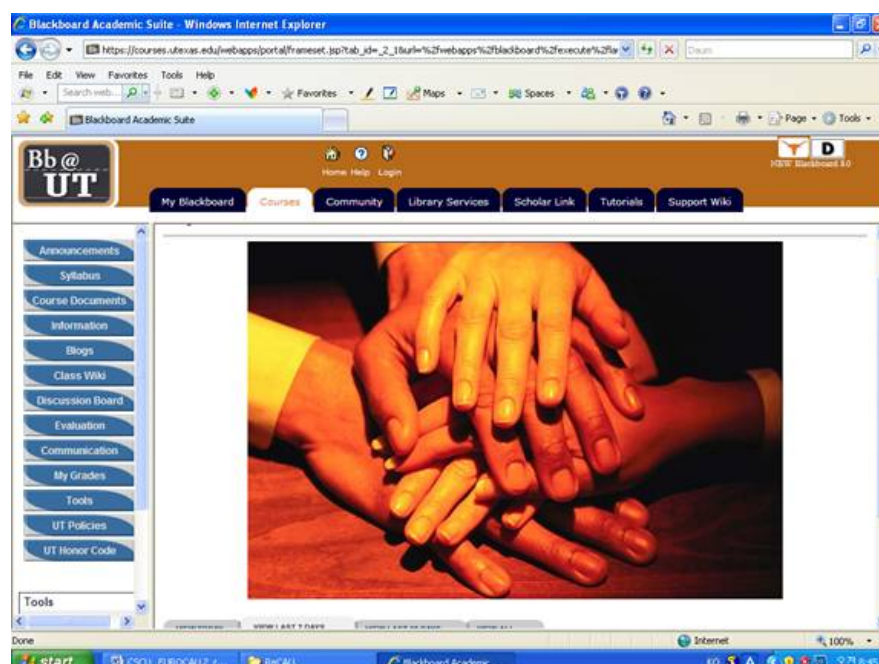 Blackboard Academic Suite - Windows Internet Explorer
https://courses.utexas.edu/webapps/portal/frameset.jsp?tab_id=_2_1&url=%2fwebapps%2fblackboard%2fexecute%2fla
Daum
File Edit View Favorites Tools Help
Search web... Favorites Maps Spaces
Blackboard Academic Suite Page Tools
Bb@
UT
Home Help Login
D
NEW Blackboard 8.0
My Blackboard Courses Community Library Services Scholar Link Tutorials Support Wiki
Announcements
Syllabus
Course Documents
Information
Blogs
Class Wiki
Discussion Board
Evaluation
Communication
My Grades
Tools
UT Policies
UT Honor Code
Tools
VIEW LAST 7 DAYS
Done Internet 100%
start ReCALL Blackboard Academic